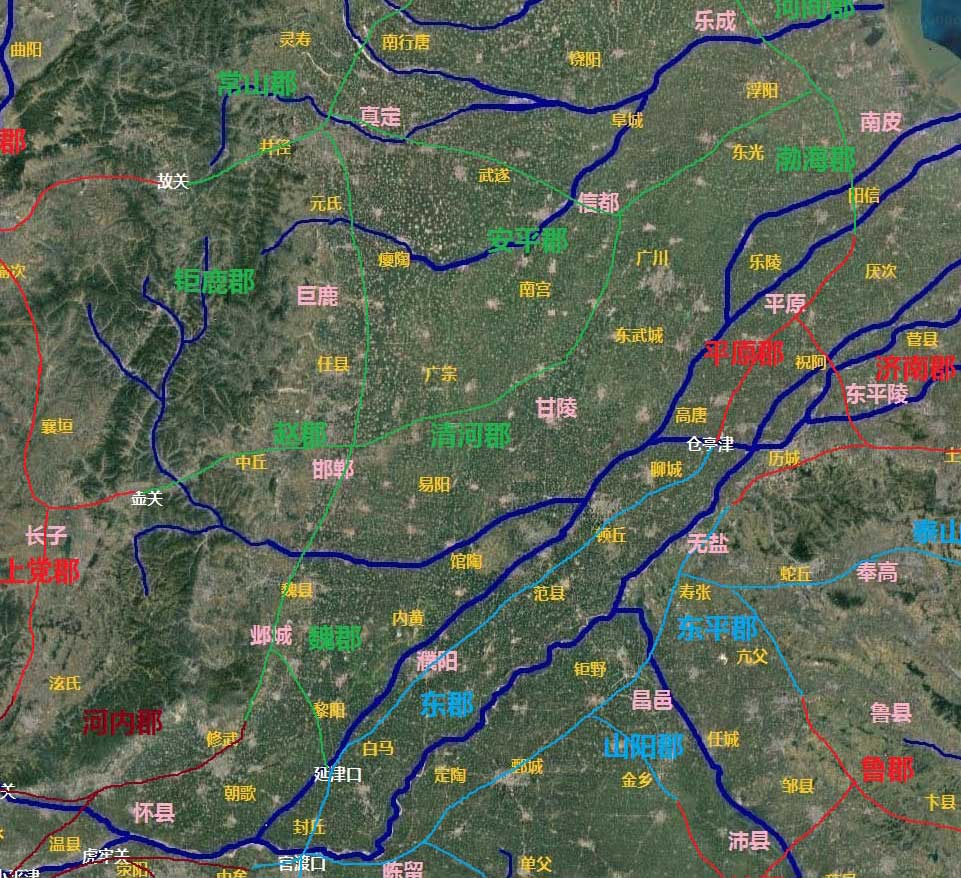 河间郡
乐成
灵寿
南行唐
曲阳
饶阳
常山郡
浮阳
真定
阜城
南皮
郡
井陉
东光
渤海郡
武遂
故关
元氏
信都
阳信
安平郡
瘿陶
广川
乐陵
厌次
钜鹿郡
巨鹿
南宫
平原
东武城
菅县
平原郡
任县
广宗
祝阿
济南郡
东平陵
甘陵
高唐
襄垣
赵郡
清河郡
仓亭津
中丘
邯郸
聊城
历城
土
易阳
壶关
长子
顿丘
无盐
泰山
馆陶
上党郡
蛇丘
奉高
魏县
范县
寿张
内黄
邺城
魏郡
东平郡
濮阳
亢父
钜野
泫氏
东郡
昌邑
黎阳
鲁县
河内郡
修武
白马
山阳郡
任城
延津口
定陶
鄄城
鲁郡
金乡
邹县
关
朝歌
卞县
怀县
封丘
温县
沛县
虎牢关
荥阳
官渡口
中牟
陈留
单父